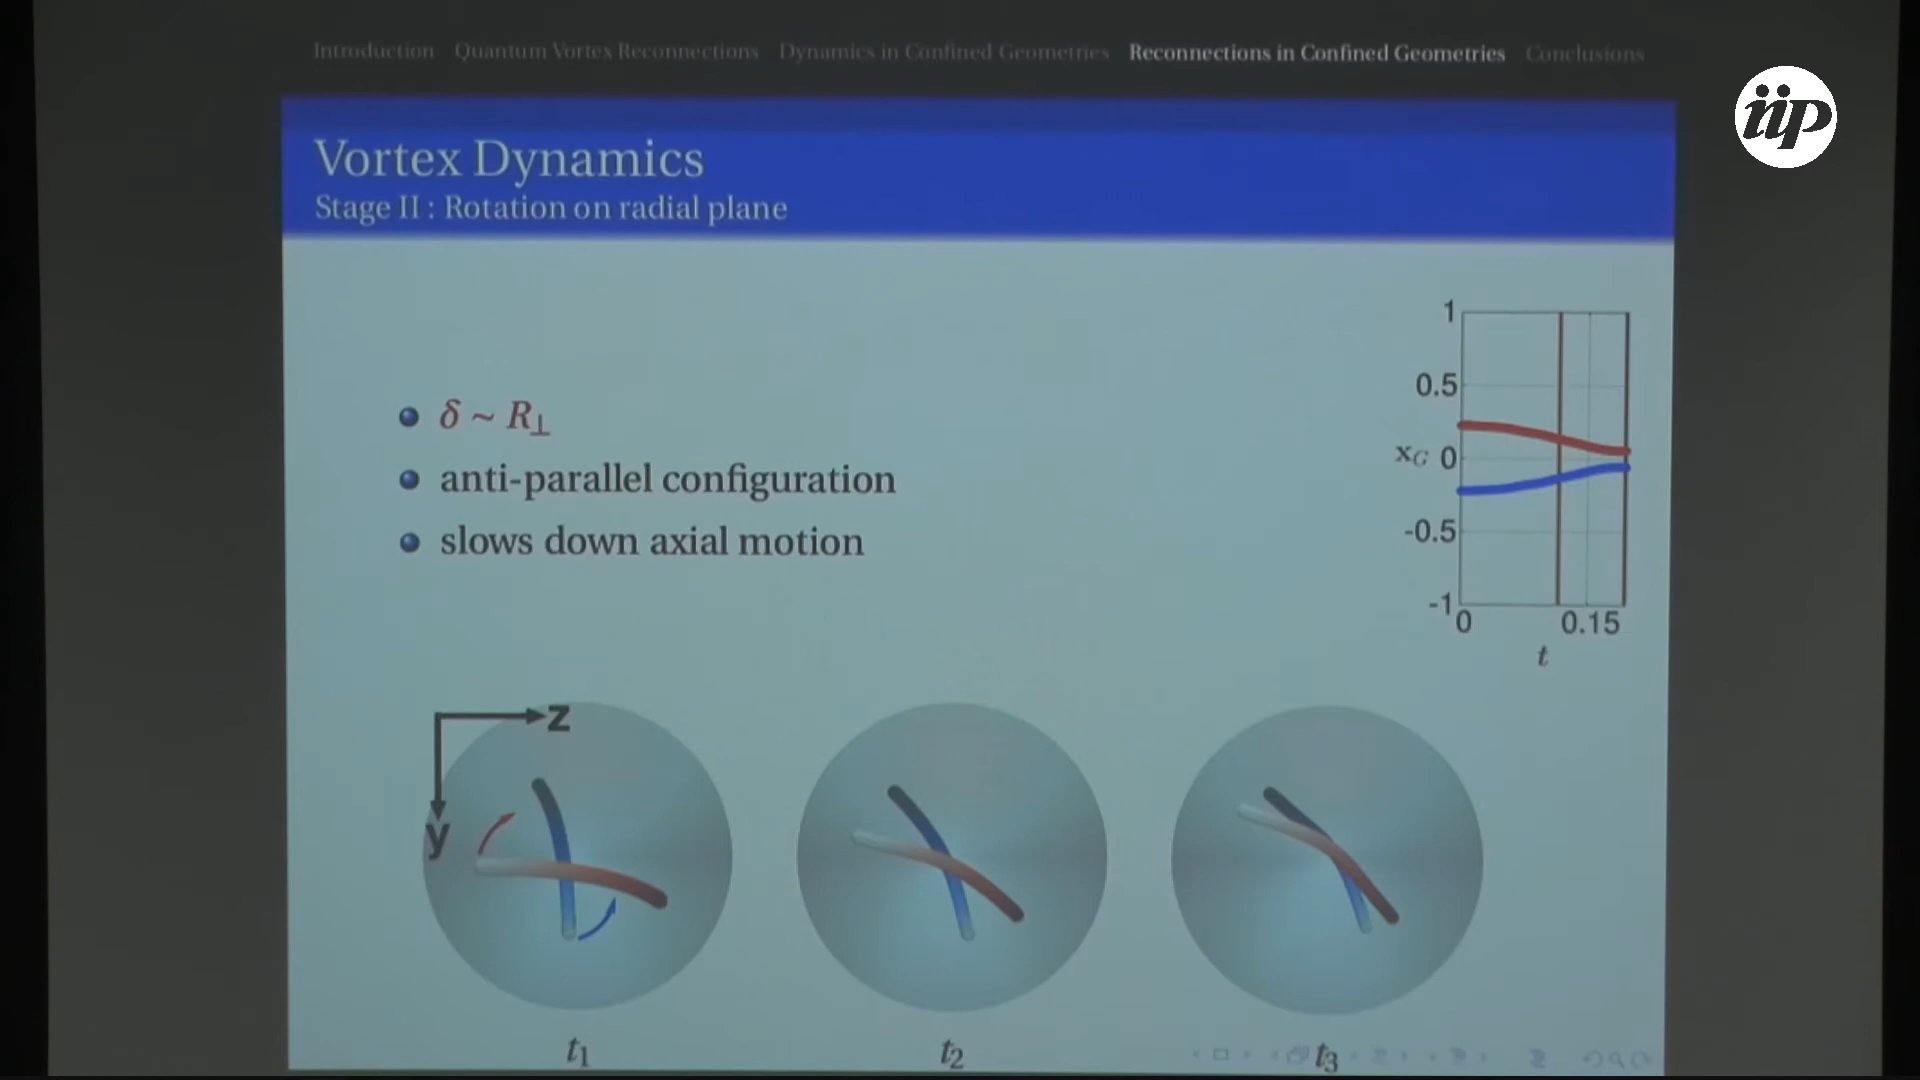 Introduction Quantum Vortex Reconnections Dynamics in Confined Geometries Reconnections in Confined Geometries Conclusions
iip
Vortex Dynamics
Stage II : Rotation on radial plane
δ ~ R⊥
anti-parallel configuration
slows down axial motion
1
0.5
x_G 0
-0.5
-1
0 0.15
t
z
y
t1 t2 t3